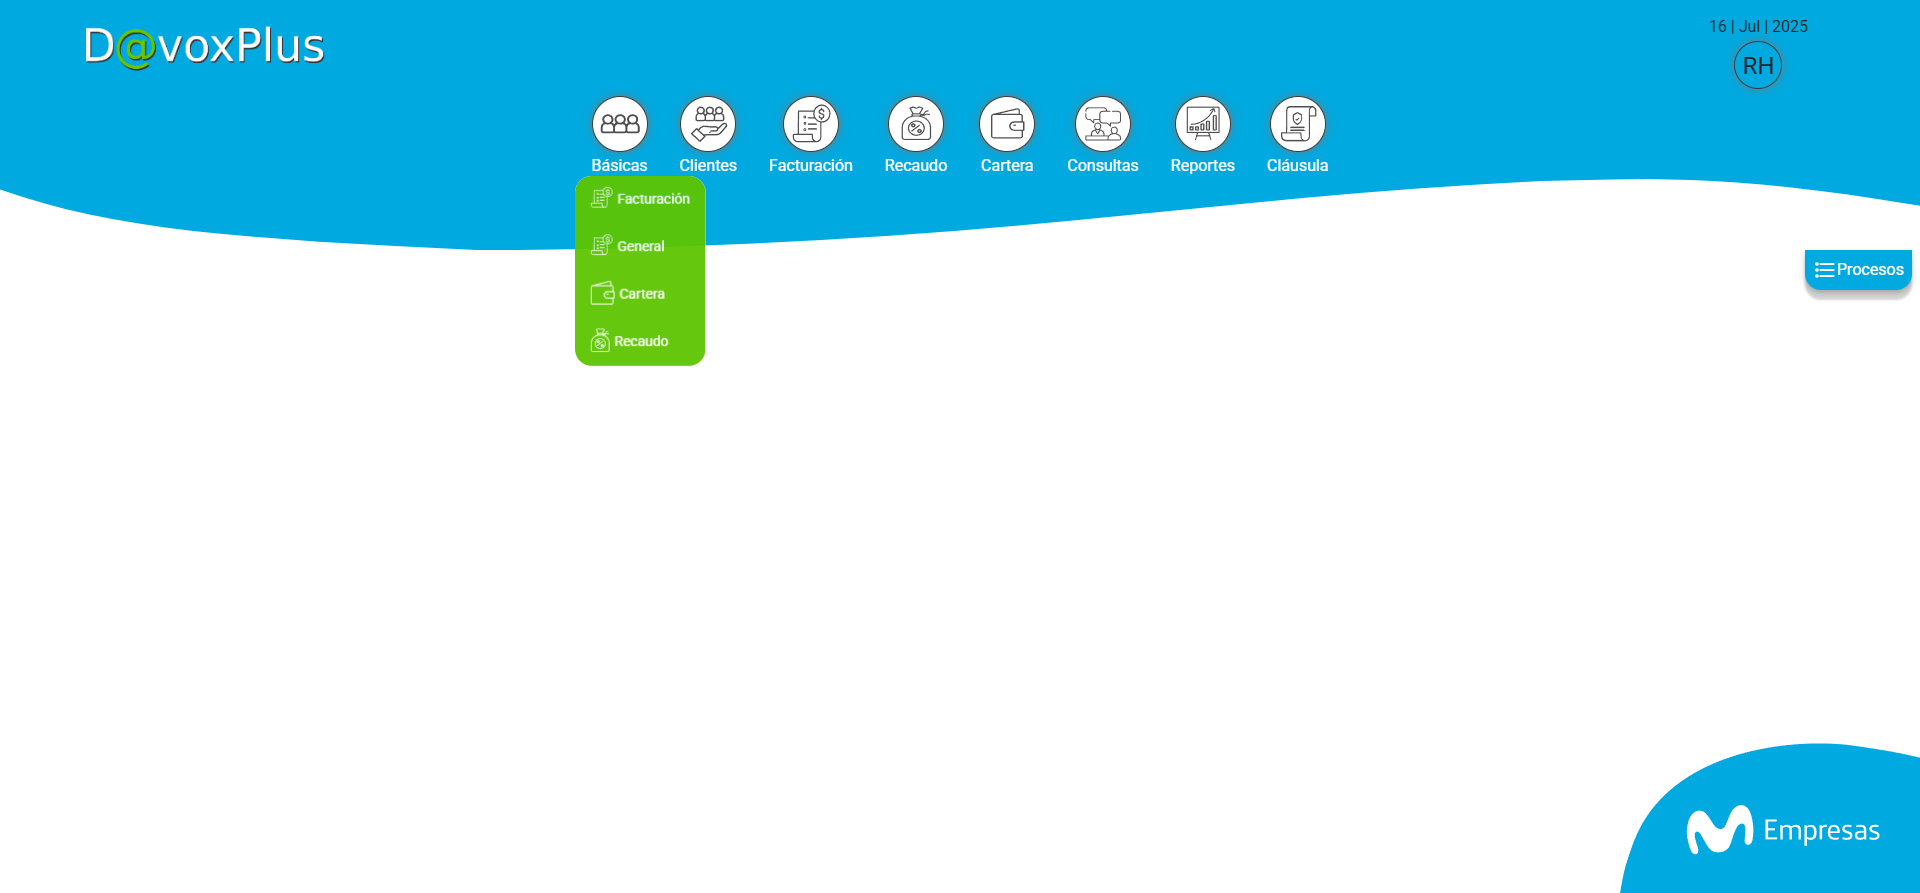 D@voxPlus
16 | Jul | 2025
RH
Básicas
Clientes
Facturación
Recaudo
Cartera
Consultas
Reportes
Cláusula
Facturación
General
Cartera
Recaudo
Procesos
Empresas